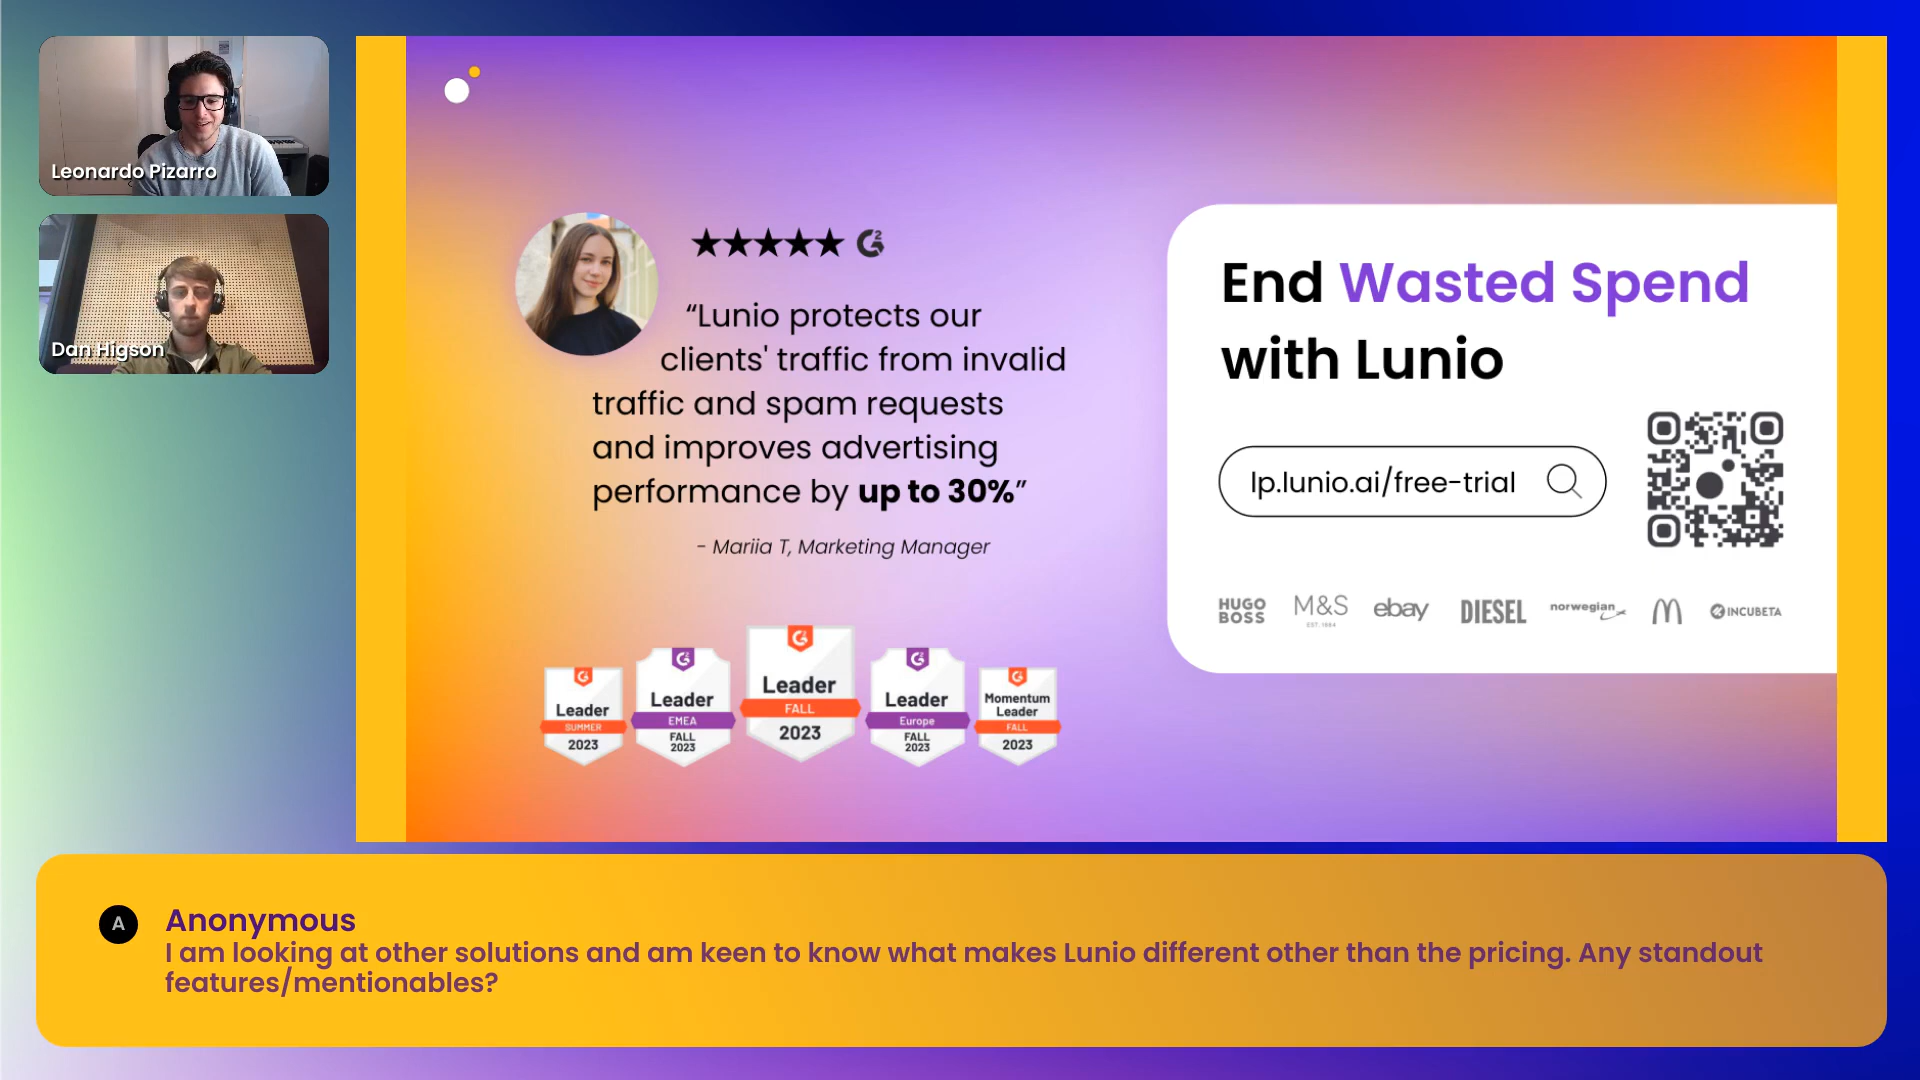 Leonardo Pizarro
Dan Higson
★★★★★
“Lunio protects our
clients' traffic from invalid
traffic and spam requests
and improves advertising
performance by up to 30%”
- Mariia T, Marketing Manager
Leader
SUMMER
2023
Leader
EMEA
FALL
2023
Leader
FALL
2023
Leader
Europe
FALL
2023
Momentum
Leader
FALL
2023
End Wasted Spend
with Lunio
lp.lunio.ai/free-trial
HUGO
BOSS
M&S
EST. 1884
ebay
DIESEL
norwegian
INCUBETA
A
Anonymous
I am looking at other solutions and am keen to know what makes Lunio different other than the pricing. Any standout
features/mentionables?